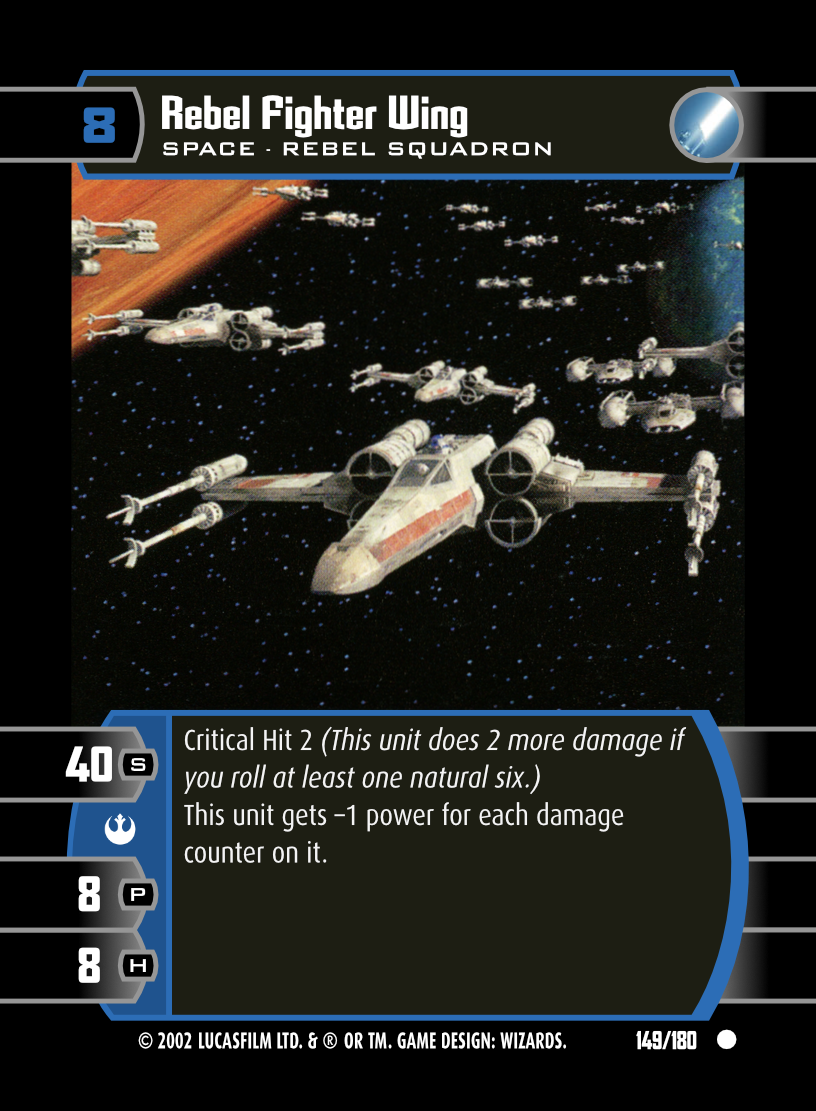 8
Rebel Fighter Wing
SPACE - REBEL SQUADRON
40 S
8 P
8 H
Critical Hit 2 (This unit does 2 more damage if
you roll at least one natural six.)
This unit gets –1 power for each damage
counter on it.
© 2002 LUCASFILM LTD. & ® OR TM. GAME DESIGN: WIZARDS.
149/180